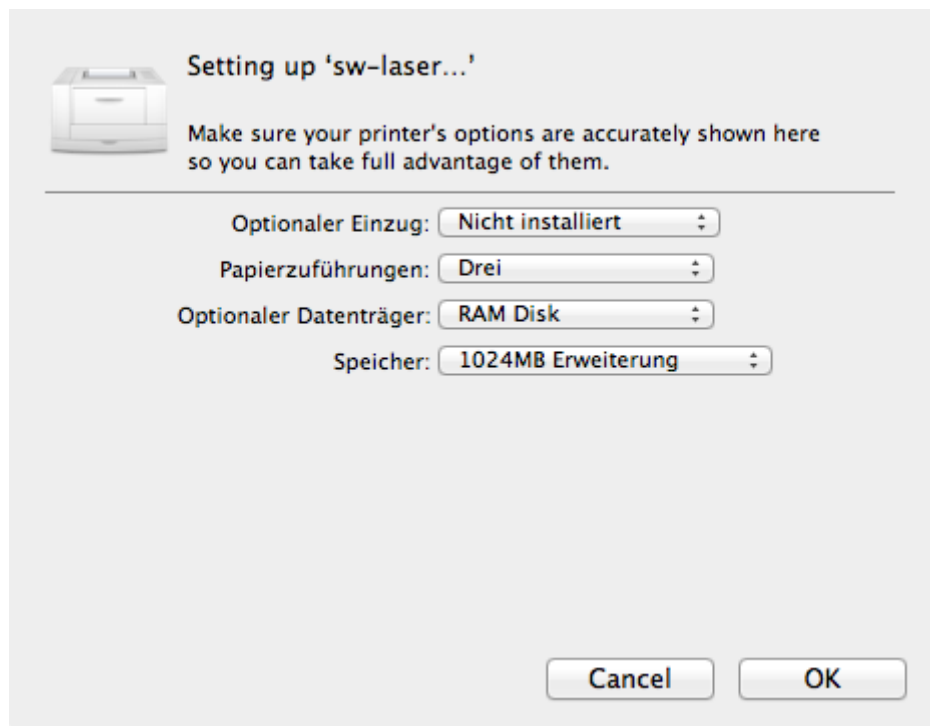 Setting up ‘sw-laser...’
Make sure your printer's options are accurately shown here
so you can take full advantage of them.
Optionaler Einzug: Nicht installiert
Papierzuführungen: Drei
Optionaler Datenträger: RAM Disk
Speicher: 1024MB Erweiterung
Cancel OK